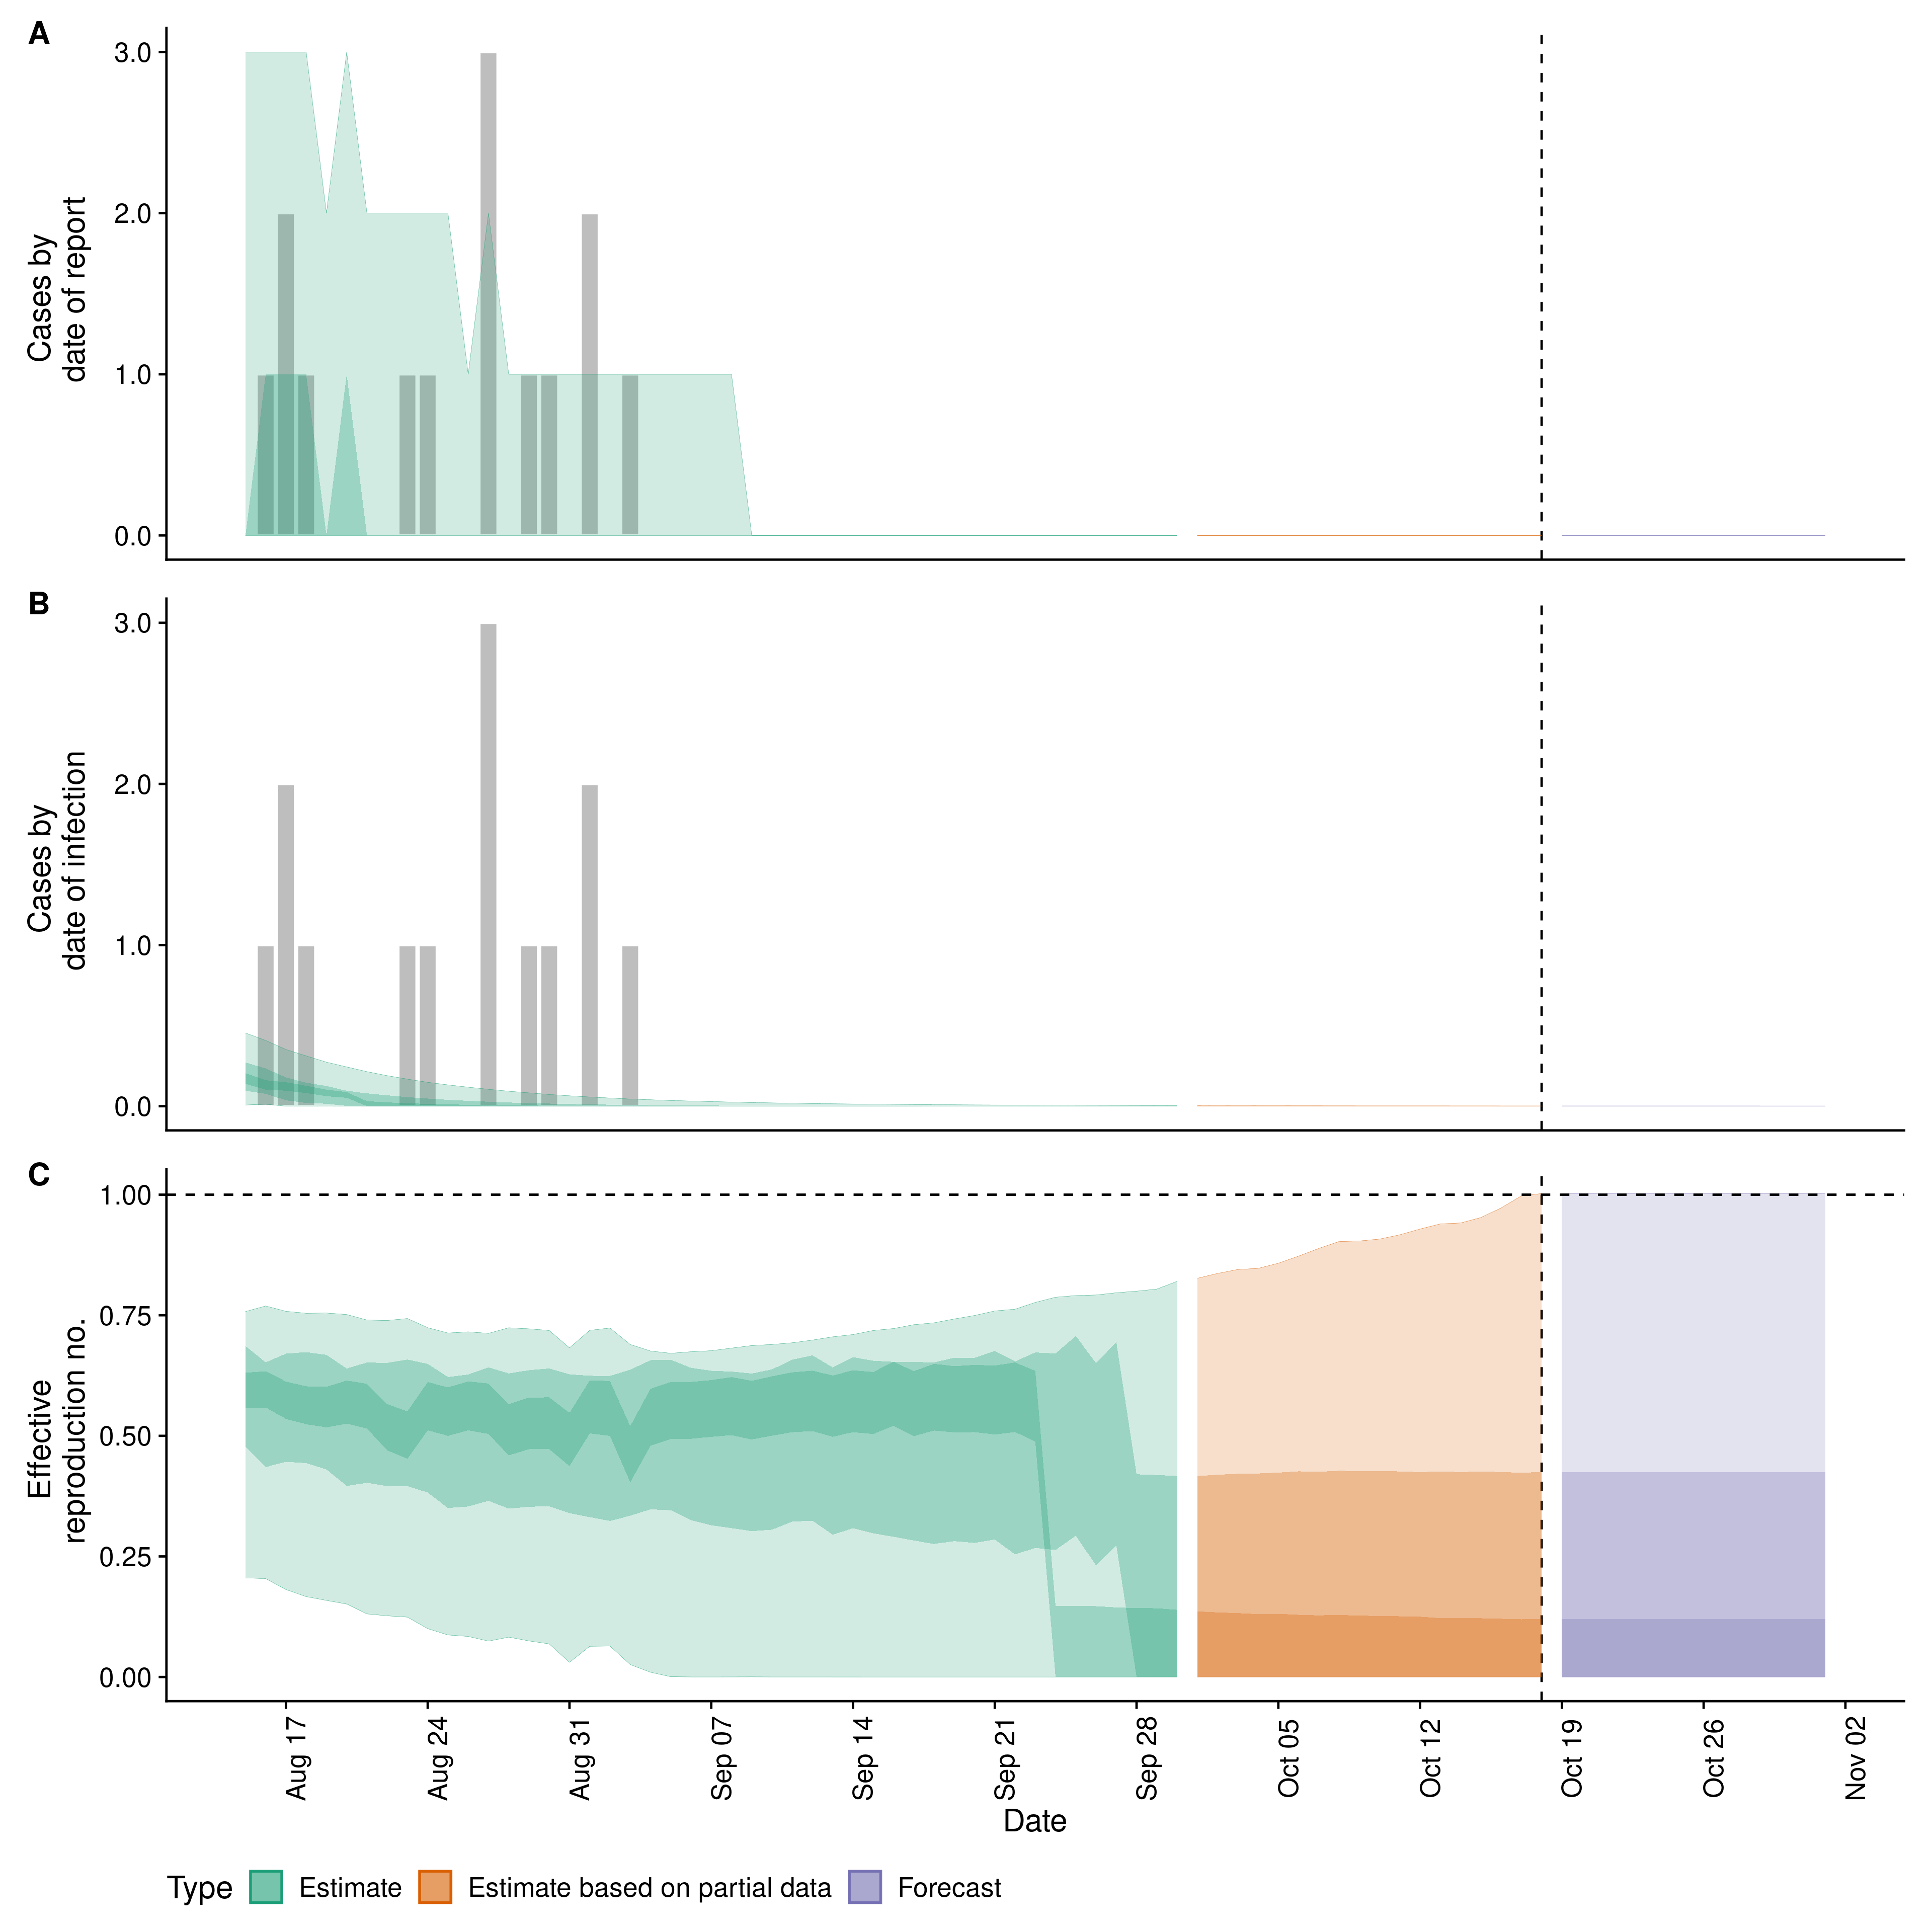 A
Cases by
date of report
3.0
2.0
1.0
0.0
B
Cases by
date of infection
3.0
2.0
1.0
0.0
C
Effective
reproduction no.
1.00
0.75
0.50
0.25
0.00
Aug 17
Aug 24
Aug 31
Sep 07
Sep 14
Sep 21
Sep 28
Oct 05
Oct 12
Oct 19
Oct 26
Nov 02
Date
Type Estimate Estimate based on partial data Forecast